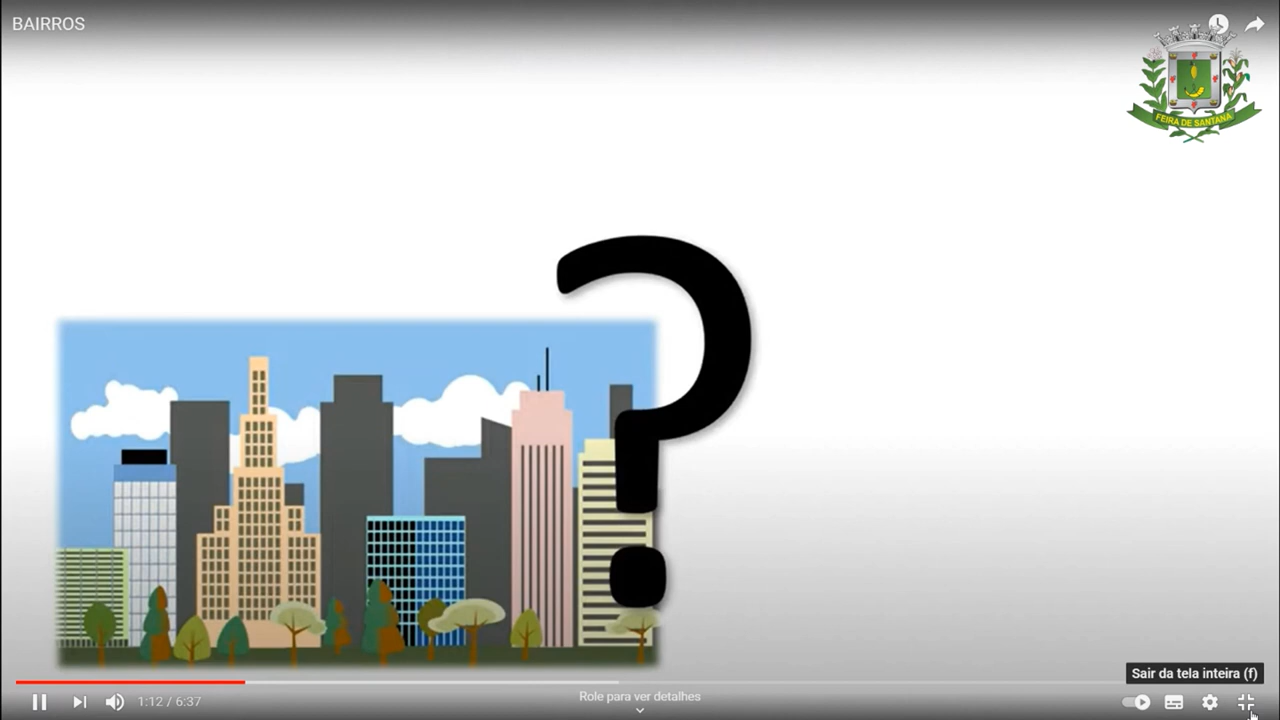 BAIRROS
FEIRA DE SANTANA
?
Sair da tela inteira (f)
1:12 / 6:37
Role para ver detalhes